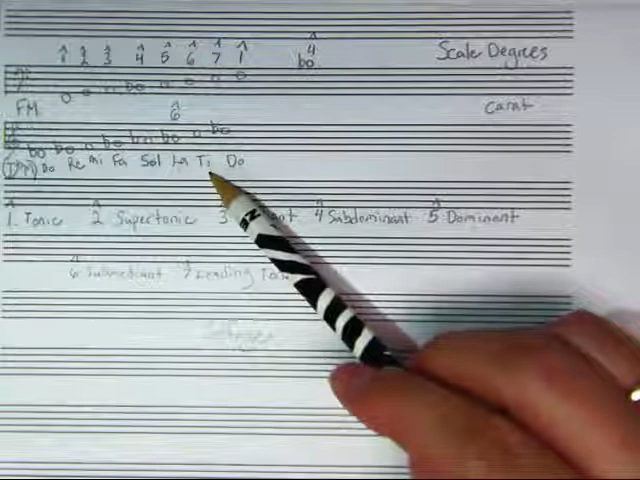 1 2 3 4 5 6 7 1 4 Scale Degrees
FM 6 Carat
Do Re Mi Fa Sol La Ti Do
1. Tonic 2 Supertonic 3 4 Subdominant 5 Dominant
6 Submediant 7 Leading